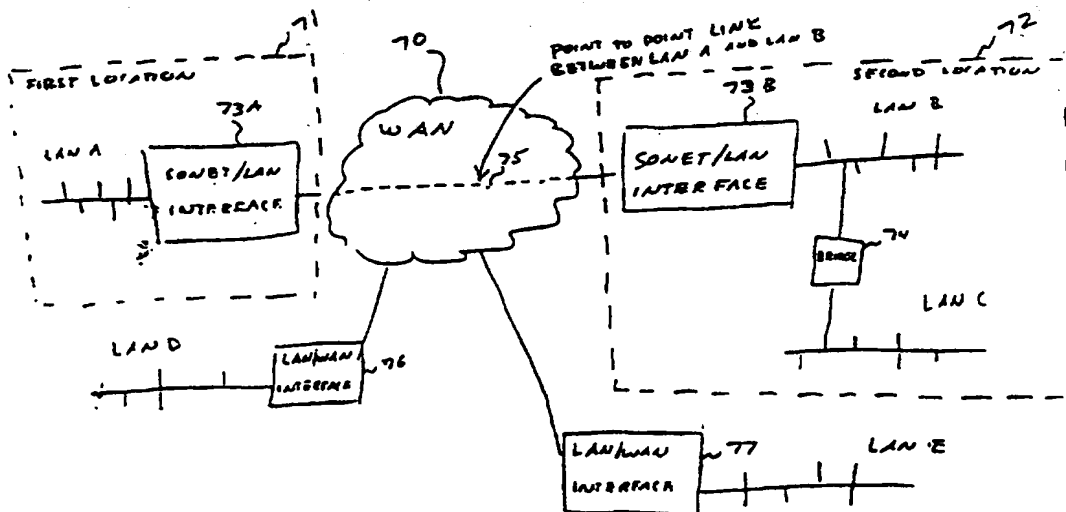 71
FIRST LOCATION
73A
LAN A
SONET/LAN
INTERFACE
70
WAN
POINT TO POINT LINK
BETWEEN LAN A AND LAN B
75
72
SECOND LOCATION
73B
LAN B
SONET/LAN
INTERFACE
74
BRIDGE
LAN C
LAN D
LAN/WAN
INTERFACE
76
LAN/WAN
INTERFACE
77
LAN E